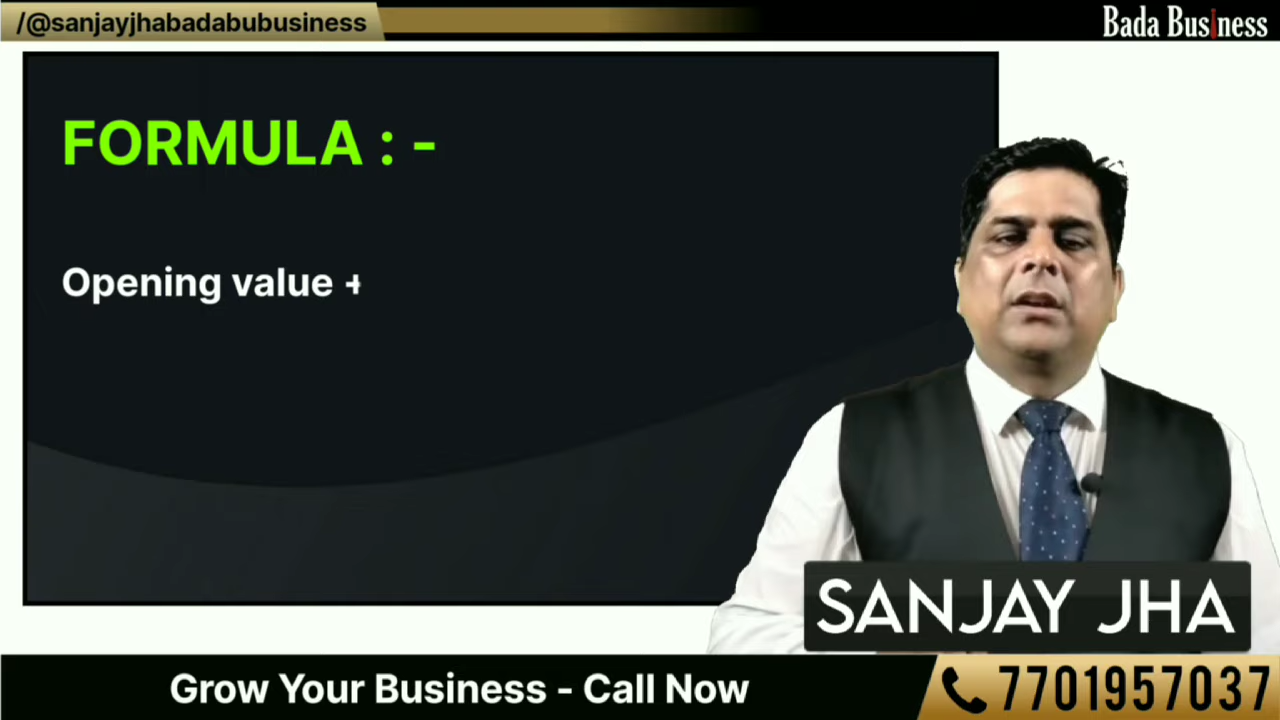 /@sanjayjhabadabubusiness
Bada Business
FORMULA : -
Opening value +
SANJAY JHA
Grow Your Business - Call Now
7701957037